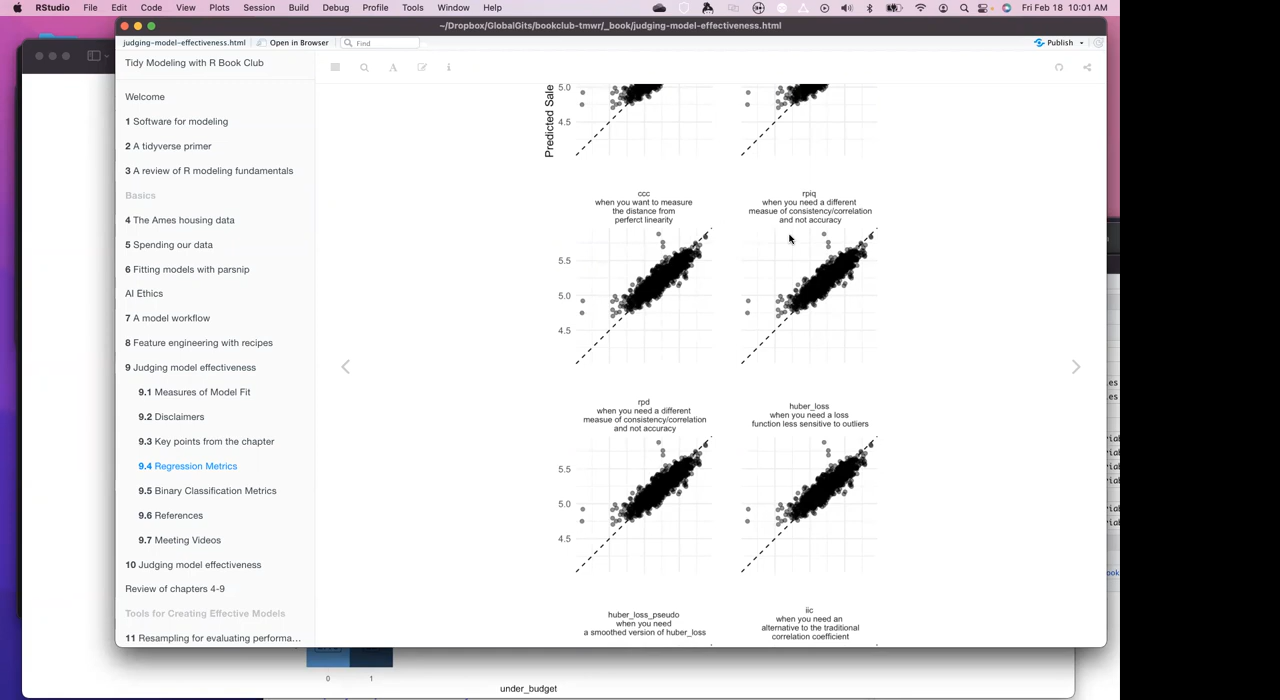 RStudio File Edit Code View Plots Session Build Debug Profile Tools Window Help Fri Feb 18 10:01 AM
~/Dropbox/GlobalGits/bookclub-tmwr/_book/judging-model-effectiveness.html
judging-model-effectiveness.html Open in Browser Find Publish
Tidy Modeling with R Book Club
Welcome
1 Software for modeling
2 A tidyverse primer
3 A review of R modeling fundamentals
Basics
4 The Ames housing data
5 Spending our data
6 Fitting models with parsnip
AI Ethics
7 A model workflow
8 Feature engineering with recipes
9 Judging model effectiveness
9.1 Measures of Model Fit
9.2 Disclaimers
9.3 Key points from the chapter
9.4 Regression Metrics
9.5 Binary Classification Metrics
9.6 References
9.7 Meeting Videos
10 Judging model effectiveness
Review of chapters 4-9
Tools for Creating Effective Models
11 Resampling for evaluating performa...
Predicted Sale
5.0
4.5
ccc
when you want to measure
the distance from
perferct linearity
rpiq
when you need a different
measue of consistency/correlation
and not accuracy
5.5
5.0
4.5
rpd
when you need a different
measue of consistency/correlation
and not accuracy
huber_loss
when you need a loss
function less sensitive to outliers
5.5
5.0
4.5
huber_loss_pseudo
when you need
a smoothed version of huber_loss
iic
when you need an
alternative to the traditional
correlation coefficient
0 1
under_budget